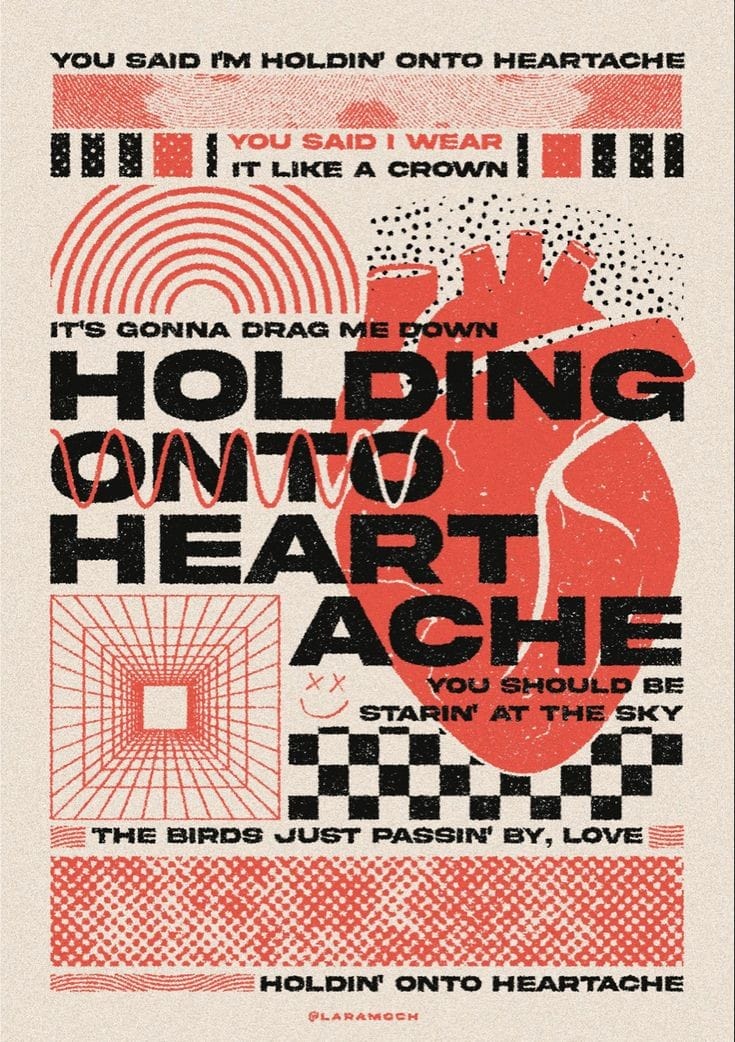 YOU SAID I'M HOLDIN' ONTO HEARTACHE
YOU SAID I WEAR
IT LIKE A CROWN
IT'S GONNA DRAG ME DOWN
HOLDING
ONTO
HEART
ACHE
YOU SHOULD BE
STARIN' AT THE SKY
THE BIRDS JUST PASSIN' BY, LOVE
HOLDIN' ONTO HEARTACHE
@LARAMOCH